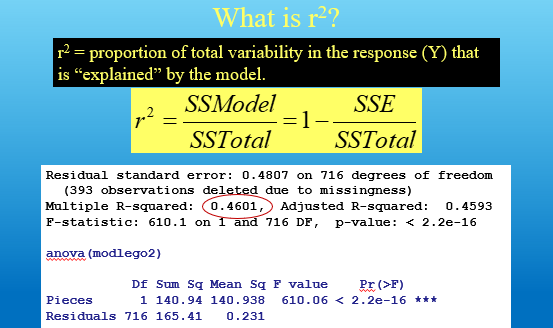 What is r²?
r² = proportion of total variability in the response (Y) that
is “explained” by the model.
r² = SSModel / SSTotal = 1 − SSE / SSTotal
Residual standard error: 0.4807 on 716 degrees of freedom
(393 observations deleted due to missingness)
Multiple R-squared: 0.4601, Adjusted R-squared: 0.4593
F-statistic: 610.1 on 1 and 716 DF, p-value: < 2.2e-16
anova(modlego2)
Df Sum Sq Mean Sq F value Pr(>F)
Pieces 1 140.94 140.938 610.06 < 2.2e-16 ***
Residuals 716 165.41 0.231